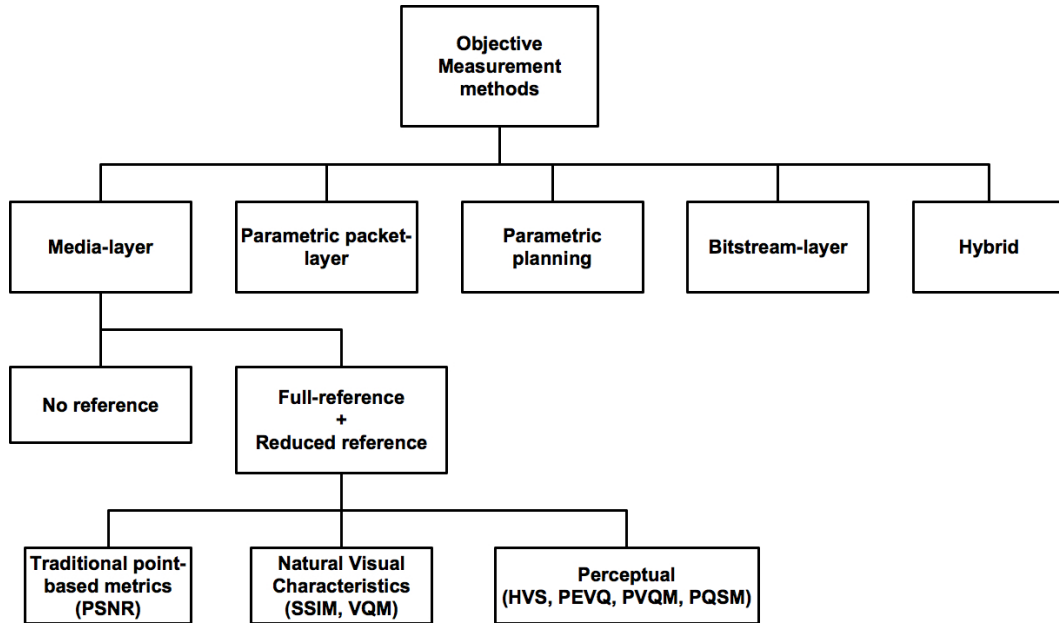 Objective
Measurement
methods
Media-layer
Parametric packet-
layer
Parametric
planning
Bitstream-layer
Hybrid
No reference
Full-reference
+
Reduced reference
Traditional point-
based metrics
(PSNR)
Natural Visual
Characteristics
(SSIM, VQM)
Perceptual
(HVS, PEVQ, PVQM, PQSM)